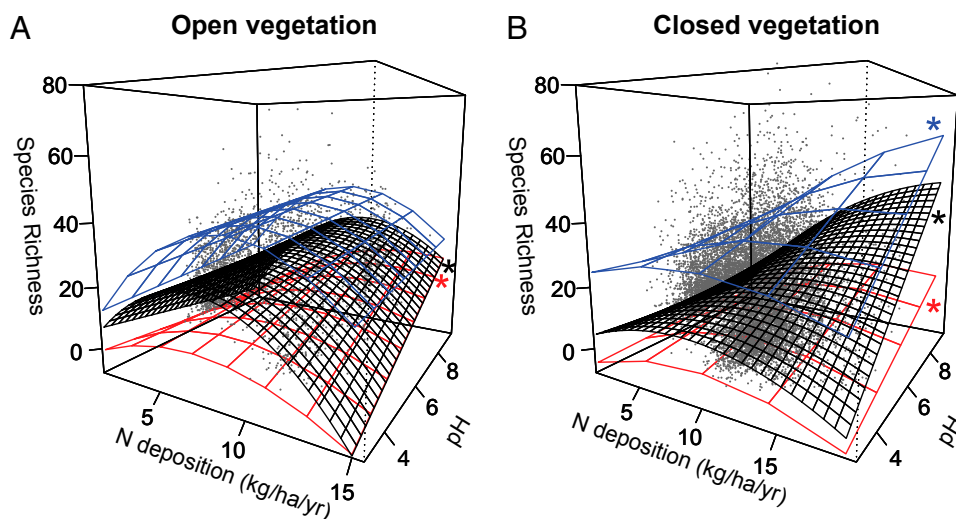 A
Open vegetation
80
60
40
20
0
Species Richness
5
10
15
N deposition (kg/ha/yr)
4
6
8
pH
*
*
B
Closed vegetation
80
60
40
20
0
Species Richness
5
10
15
N deposition (kg/ha/yr)
4
6
8
pH
*
*
*